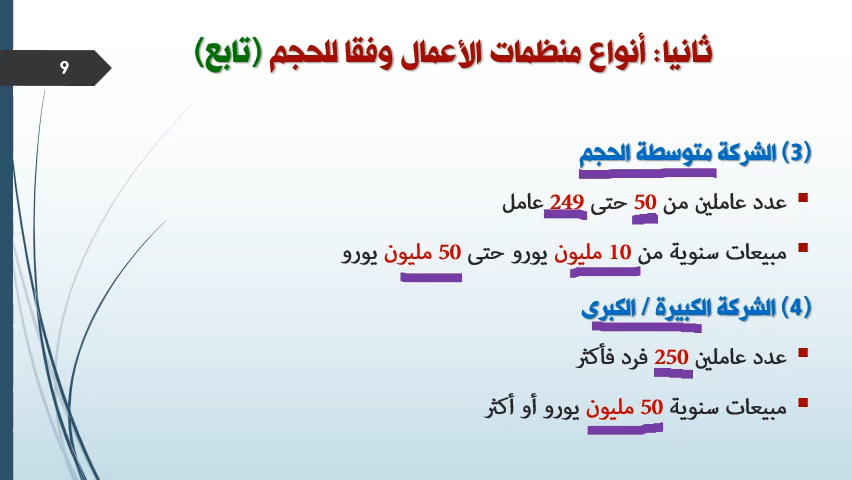 ثانيا: أنواع منظمات الأعمال وفقا للحجم (تابع)
9
(3) الشركة متوسطة الحجم
عدد عاملين من 50 حتى 249 عامل
مبيعات سنوية من 10 مليون يورو حتى 50 مليون يورو
(4) الشركة الكبيرة / الكبرى
عدد عاملين 250 فرد فأكثر
مبيعات سنوية 50 مليون يورو أو أكثر